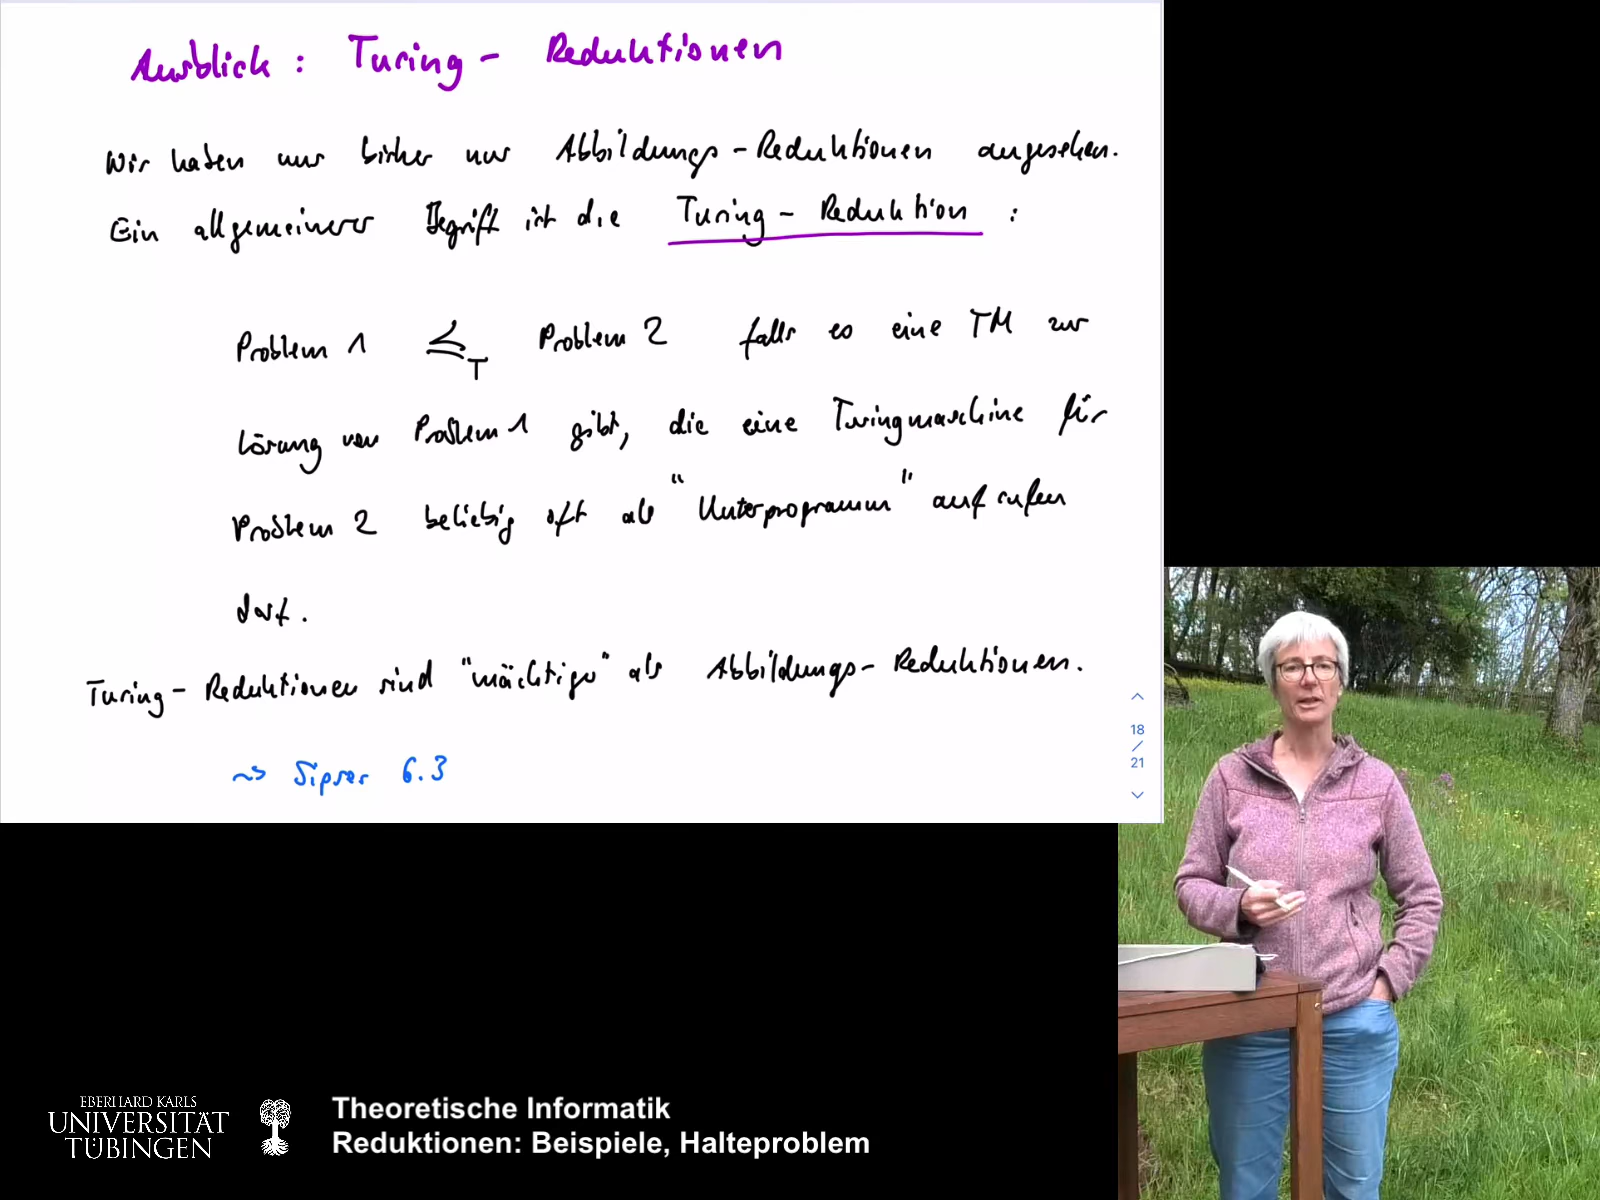 Ausblick: Turing-Reduktionen
Wir haben uns bisher nur Abbildungs-Reduktionen angesehen.
Ein allgemeinerer Begriff ist die Turing-Reduktion:
Problem 1 ≤T Problem 2 falls es eine TM zur
Lösung von Problem 1 gibt, die eine Turingmaschine für
Problem 2 beliebig oft als "Unterprogramm" aufrufen
darf.
Turing-Reduktionen sind "mächtiger" als Abbildungs-Reduktionen.
~> Sipser 6.3
18
/
21
EBERHARD KARLS
UNIVERSITÄT
TÜBINGEN
Theoretische Informatik
Reduktionen: Beispiele, Halteproblem